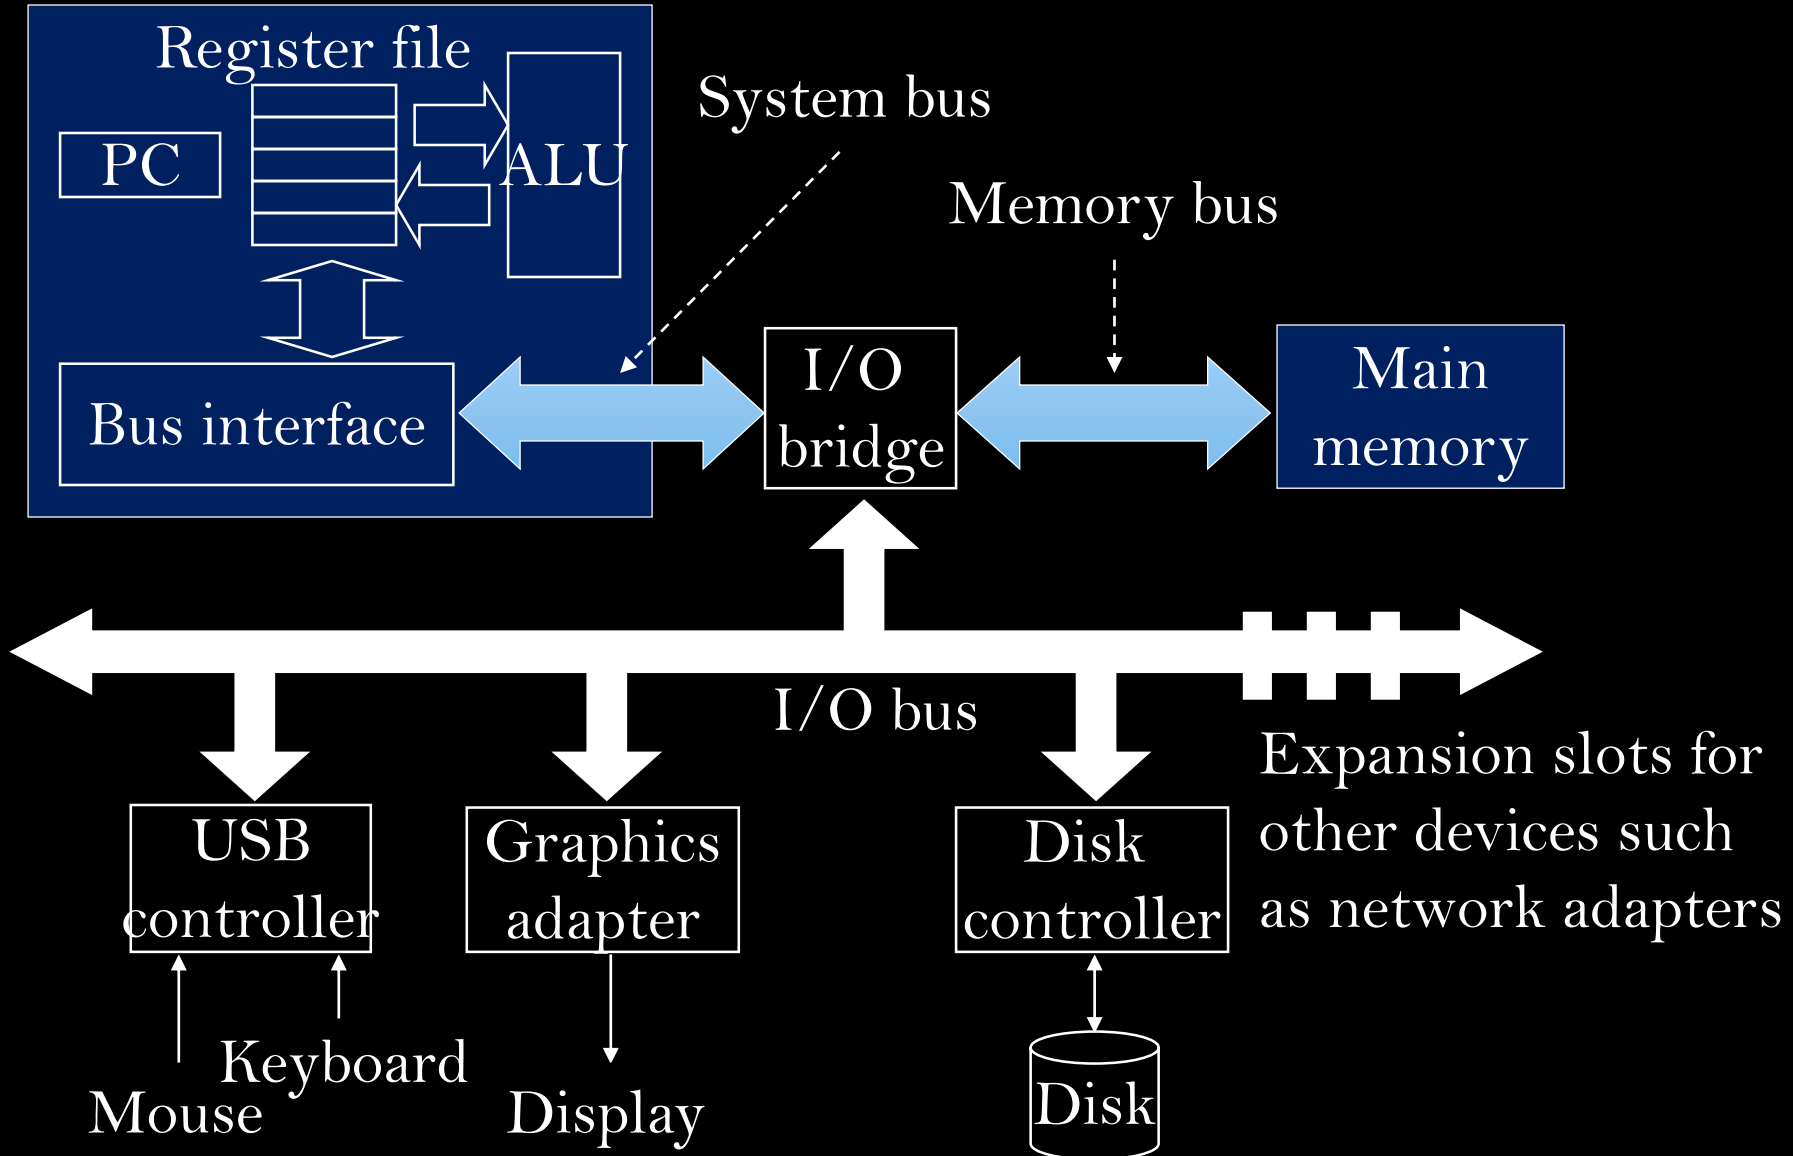 Register file
PC
ALU
System bus
Memory bus
Bus interface
I/O
bridge
Main
memory
I/O bus
Expansion slots for
other devices such
as network adapters
USB
controller
Graphics
adapter
Disk
controller
Mouse
Keyboard
Display
Disk